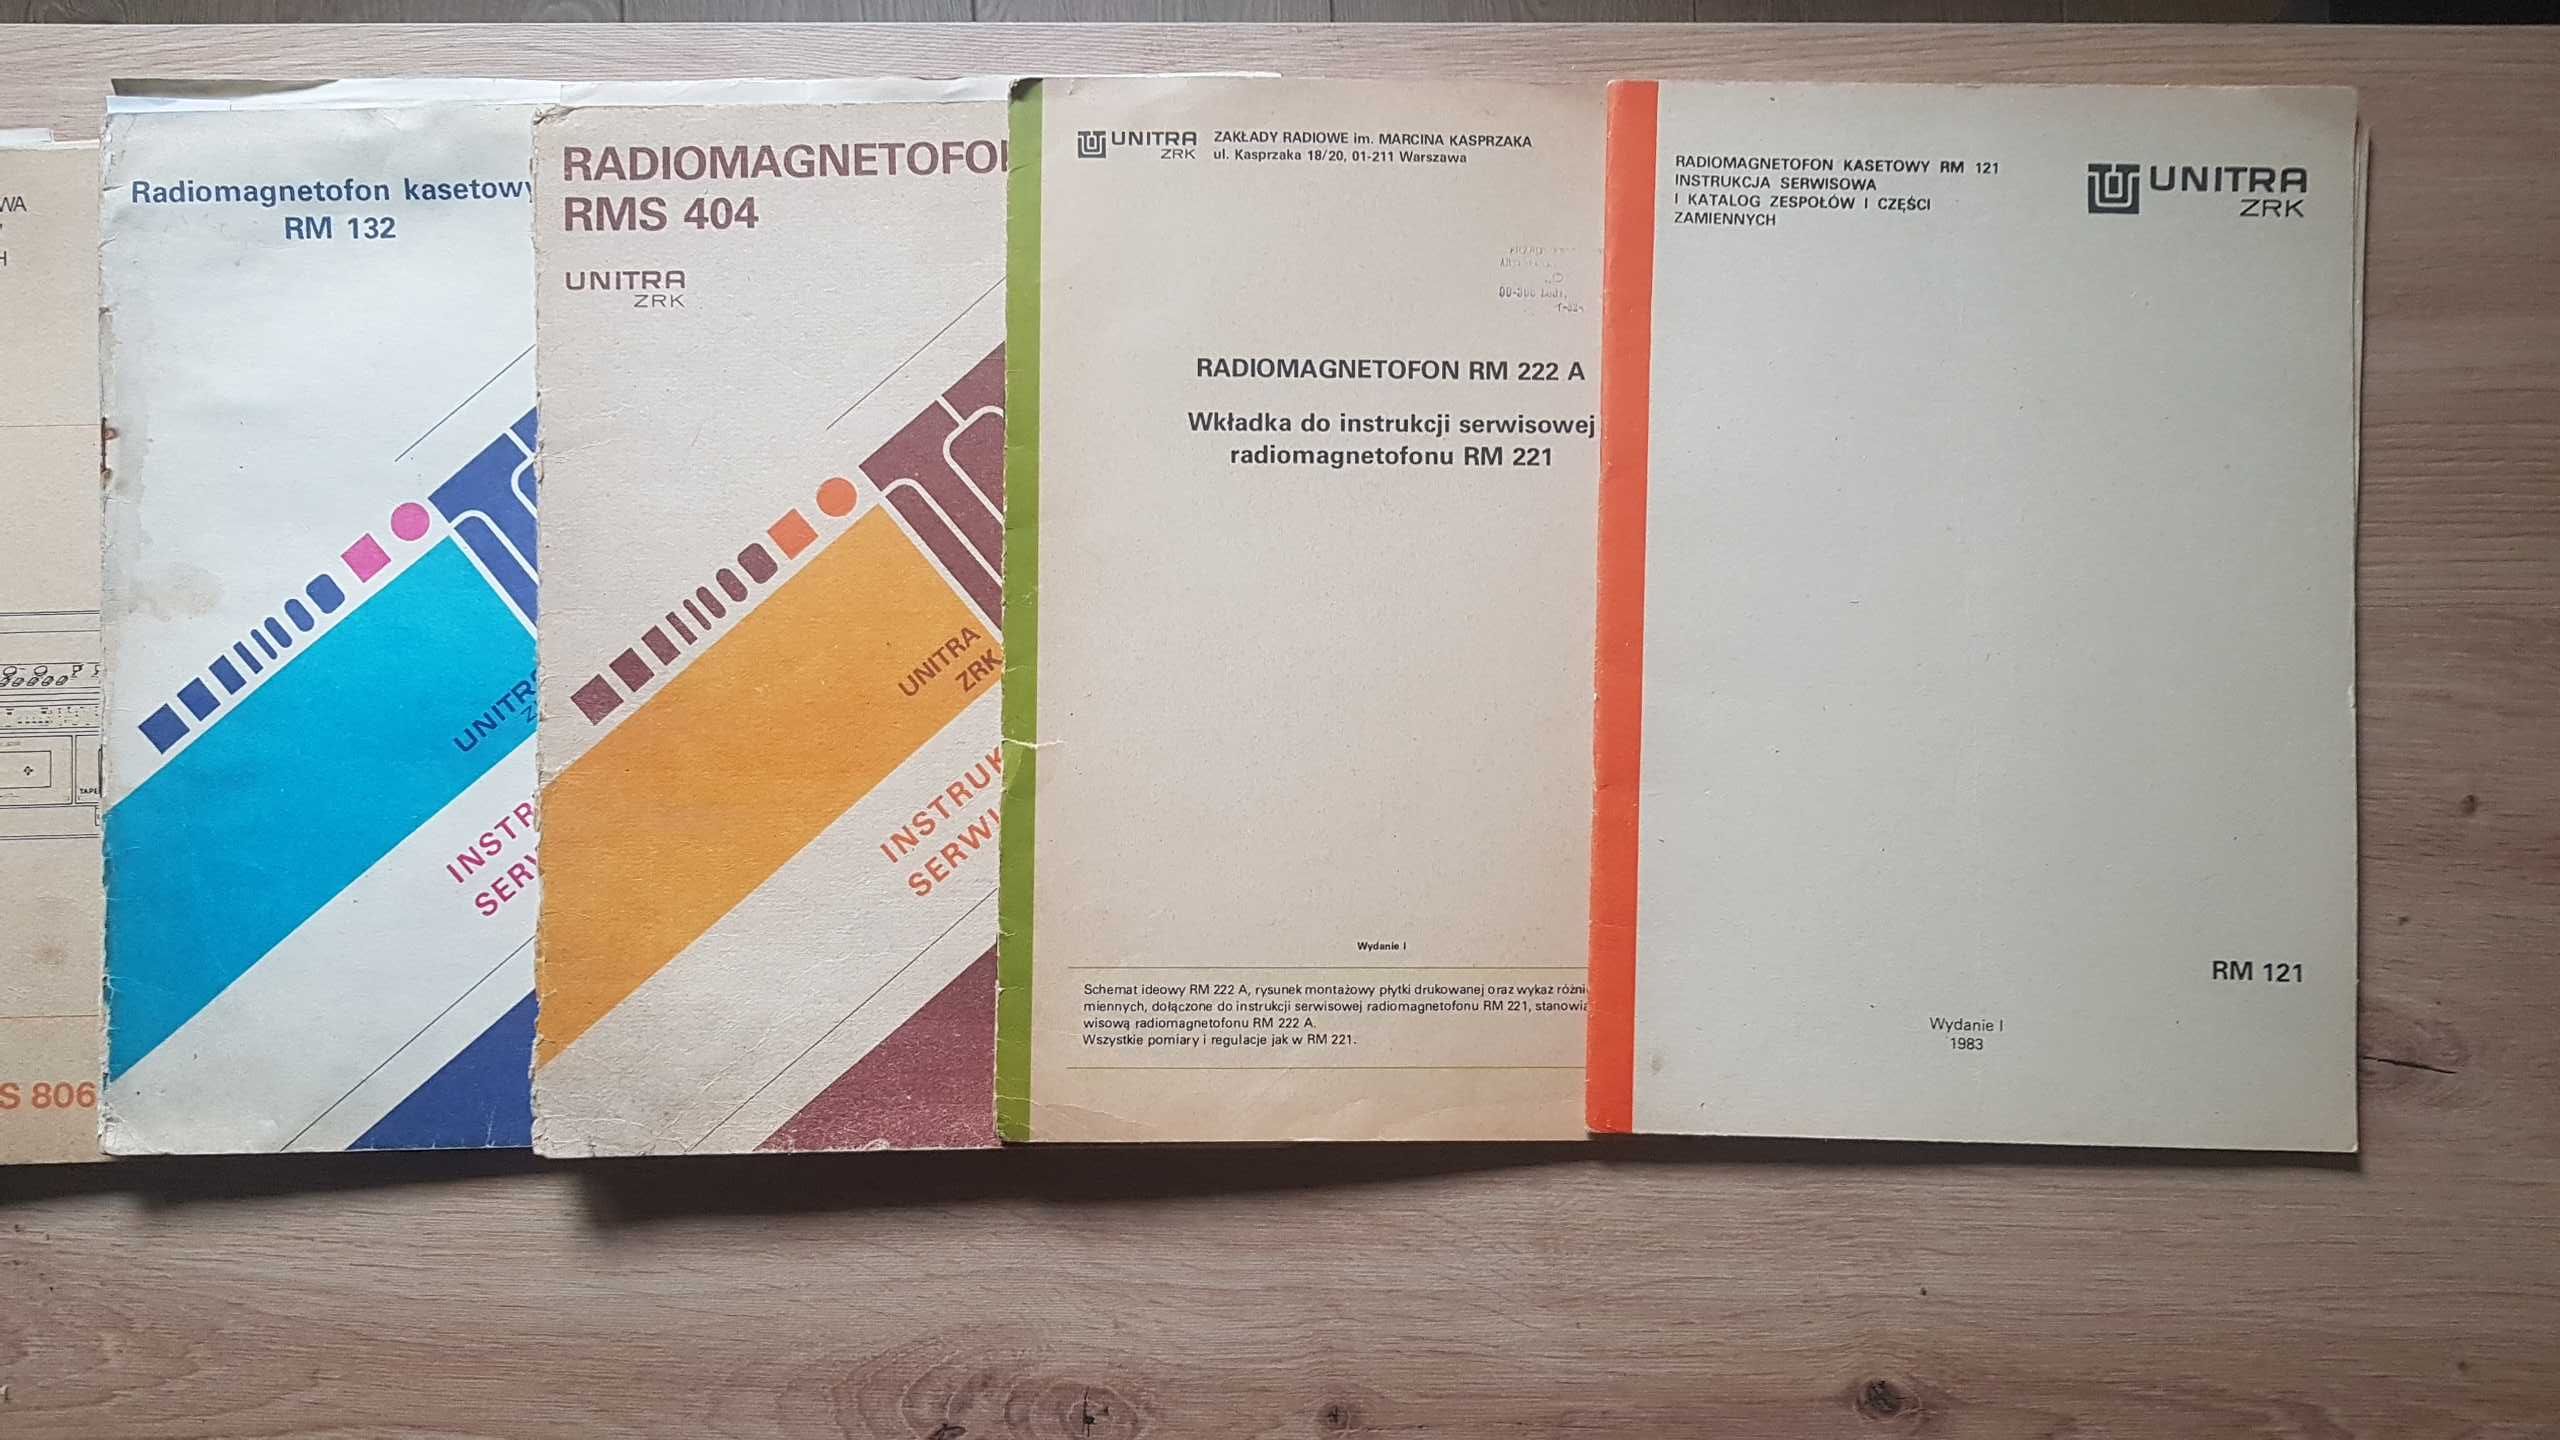 WA
H
TAPE
S 806
Radiomagnetofon kasetowy
RM 132
UNITRA
INSTR
SERW
RADIOMAGNETOFO
RMS 404
UNITRA
ZRK
UNITRA
ZRK
INSTRUK
SERWI
UNITRA
ZRK
ZAKŁADY RADIOWE im. MARCINA KASPRZAKA
ul. Kasprzaka 18/20, 01-211 Warszawa
RADIOMAGNETOFON RM 222 A
Wkładka do instrukcji serwisowej
radiomagnetofonu RM 221
Wydanie I
Schemat ideowy RM 222 A, rysunek montażowy płytki drukowanej oraz wykaz różni
miennych, dołączone do instrukcji serwisowej radiomagnetofonu RM 221, stanowią
wisową radiomagnetofonu RM 222 A.
Wszystkie pomiary i regulacje jak w RM 221.
RADIOMAGNETOFON KASETOWY RM 121
INSTRUKCJA SERWISOWA
I KATALOG ZESPOŁÓW I CZĘŚCI
ZAMIENNYCH
UNITRA
ZRK
RM 121
Wydanie I
1983